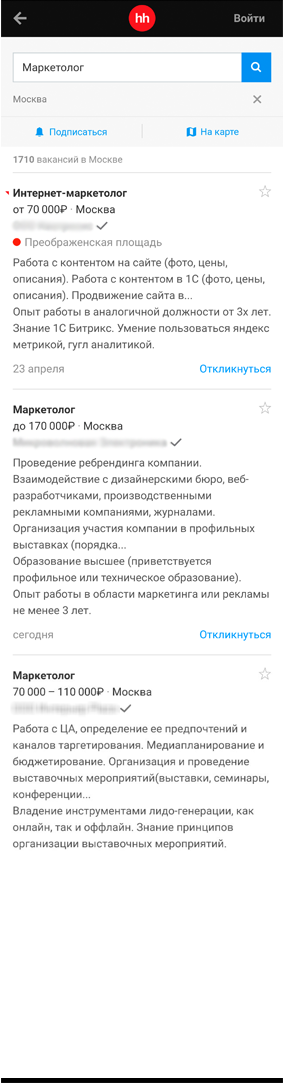 hh
Войти
Маркетолог
Москва
Подписаться
На карте
1710 вакансий в Москве
Интернет-маркетолог
от 70 000₽ · Москва
Преображенская площадь
Работа с контентом на сайте (фото, цены,
описания). Работа с контентом в 1С (фото, цены,
описания). Продвижение сайта в...
Опыт работы в аналогичной должности от 3х лет.
Знание 1С Битрикс. Умение пользоваться яндекс
метрикой, гугл аналитикой.
23 апреля
Откликнуться
Маркетолог
до 170 000₽ · Москва
Проведение ребрендинга компании.
Взаимодействие с дизайнерскими бюро, веб-
разработчиками, производственными
рекламными компаниями, журналами.
Организация участия компании в профильных
выставках (порядка...
Образование высшее (приветствуется
профильное или техническое образование).
Опыт работы в области маркетинга или рекламы
не менее 3 лет.
сегодня
Откликнуться
Маркетолог
70 000 – 110 000₽ · Москва
Работа с ЦА, определение ее предпочтений и
каналов таргетирования. Медиапланирование и
бюджетирование. Организация и проведение
выставочных мероприятий(выставки, семинары,
конференции...
Владение инструментами лидо-генерации, как
онлайн, так и оффлайн. Знание принципов
организации выставочных мероприятий.